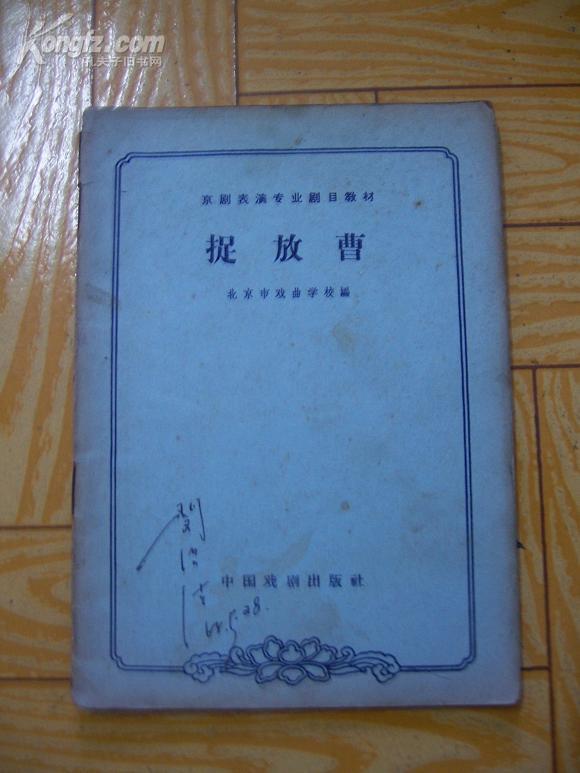 Kongfz.com
孔夫子旧书网
京剧表演专业剧目教材
捉放曹
北京市戏曲学校編
中国戏剧出版社